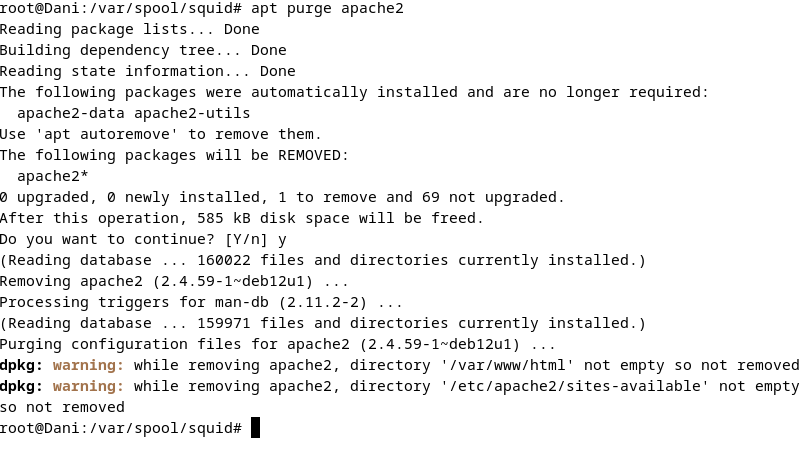 root@Dani:/var/spool/squid# apt purge apache2
Reading package lists... Done
Building dependency tree... Done
Reading state information... Done
The following packages were automatically installed and are no longer required:
  apache2-data apache2-utils
Use 'apt autoremove' to remove them.
The following packages will be REMOVED:
  apache2*
0 upgraded, 0 newly installed, 1 to remove and 69 not upgraded.
After this operation, 585 kB disk space will be freed.
Do you want to continue? [Y/n] y
(Reading database ... 160022 files and directories currently installed.)
Removing apache2 (2.4.59-1~deb12u1) ...
Processing triggers for man-db (2.11.2-2) ...
(Reading database ... 159971 files and directories currently installed.)
Purging configuration files for apache2 (2.4.59-1~deb12u1) ...
dpkg: warning: while removing apache2, directory '/var/www/html' not empty so not removed
dpkg: warning: while removing apache2, directory '/etc/apache2/sites-available' not empty
so not removed
root@Dani:/var/spool/squid#